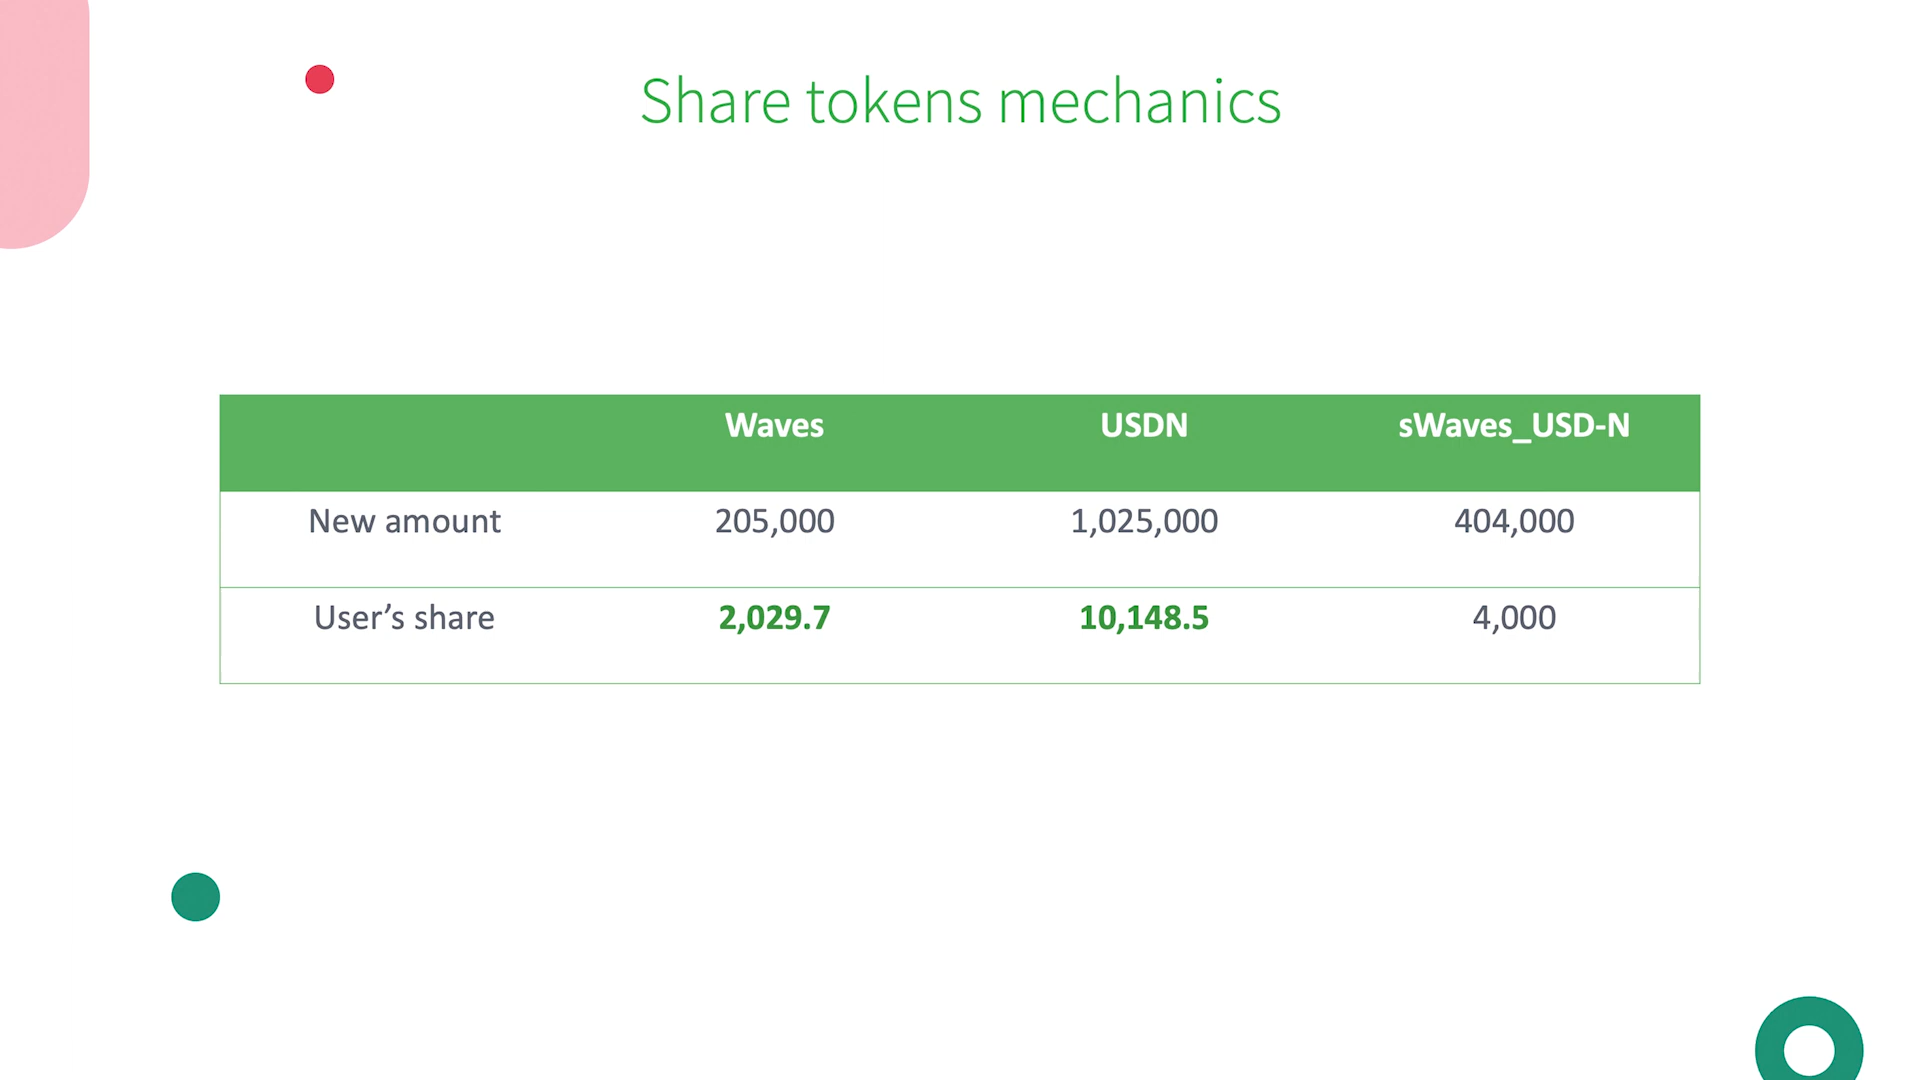 Share tokens mechanics
Waves USDN sWaves_USD-N
New amount 205,000 1,025,000 404,000
User’s share 2,029.7 10,148.5 4,000